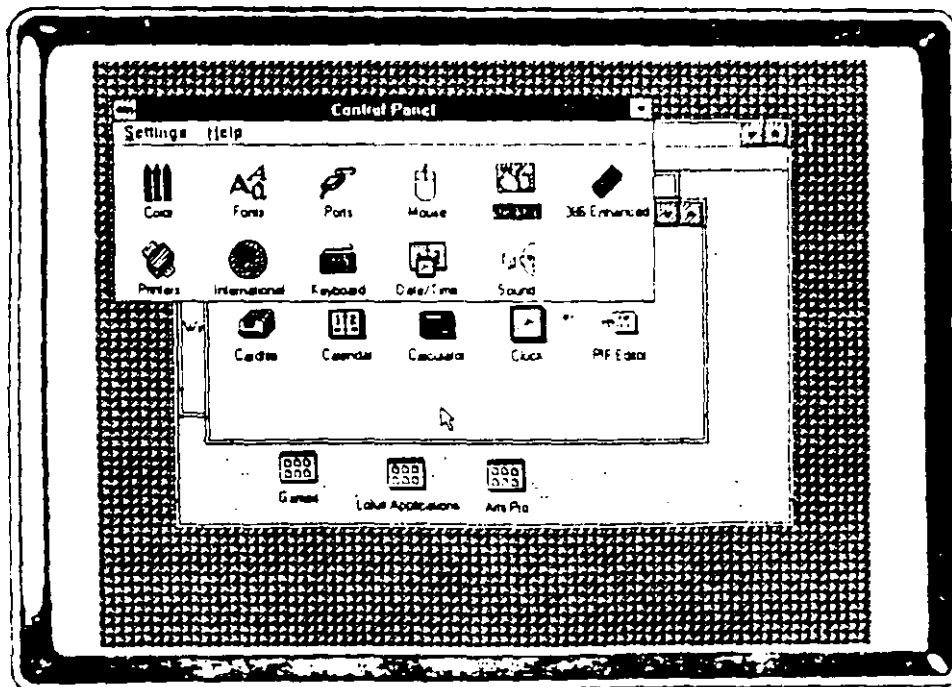 Control Panel
Settings Help
Color Fonts Ports Mouse 386 Enhanced
Printers International Keyboard Date/Time Sound
Cardfile Calendar Calculator Clock PIF Editor
Games Lotus Applications Arts Pro